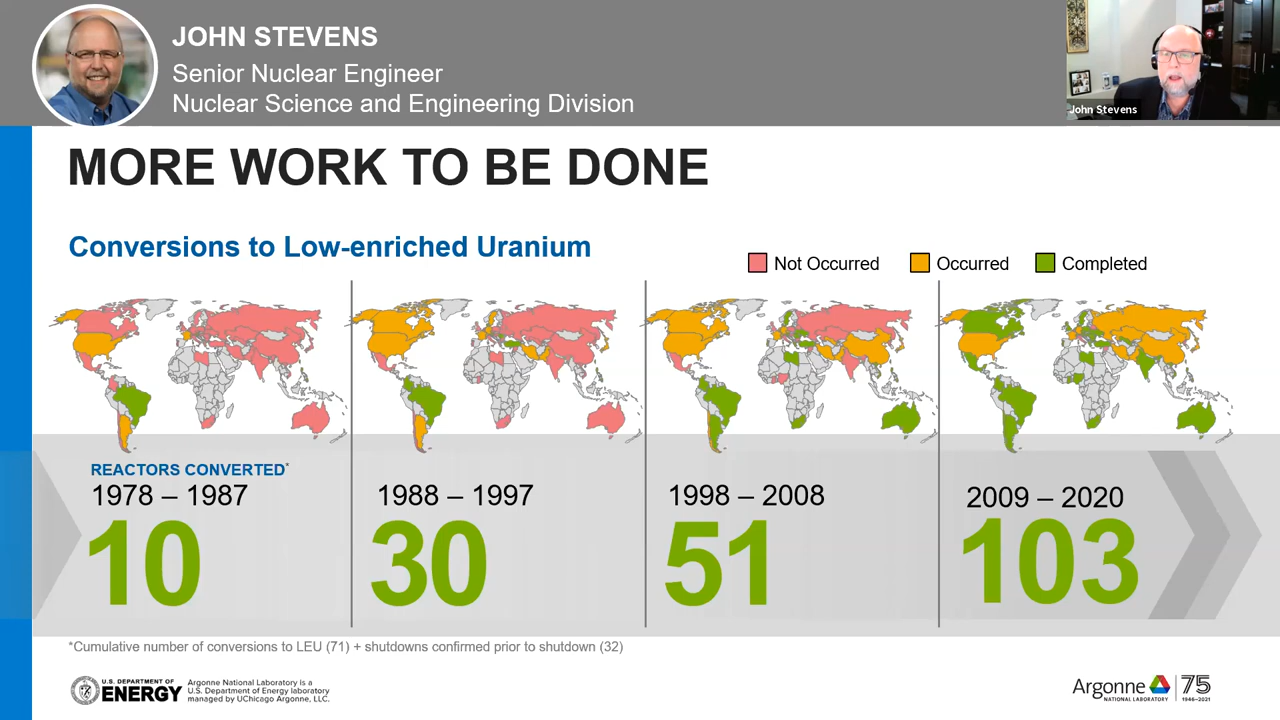 JOHN STEVENS
Senior Nuclear Engineer
Nuclear Science and Engineering Division
John Stevens
MORE WORK TO BE DONE
Conversions to Low-enriched Uranium
Not Occurred
Occurred
Completed
REACTORS CONVERTED*
1978 – 1987
10
1988 – 1997
30
1998 – 2008
51
2009 – 2020
103
*Cumulative number of conversions to LEU (71) + shutdowns confirmed prior to shutdown (32)
U.S. DEPARTMENT OF
ENERGY
Argonne National Laboratory is a
U.S. Department of Energy laboratory
managed by UChicago Argonne, LLC.
Argonne
NATIONAL LABORATORY
75
1946–2021